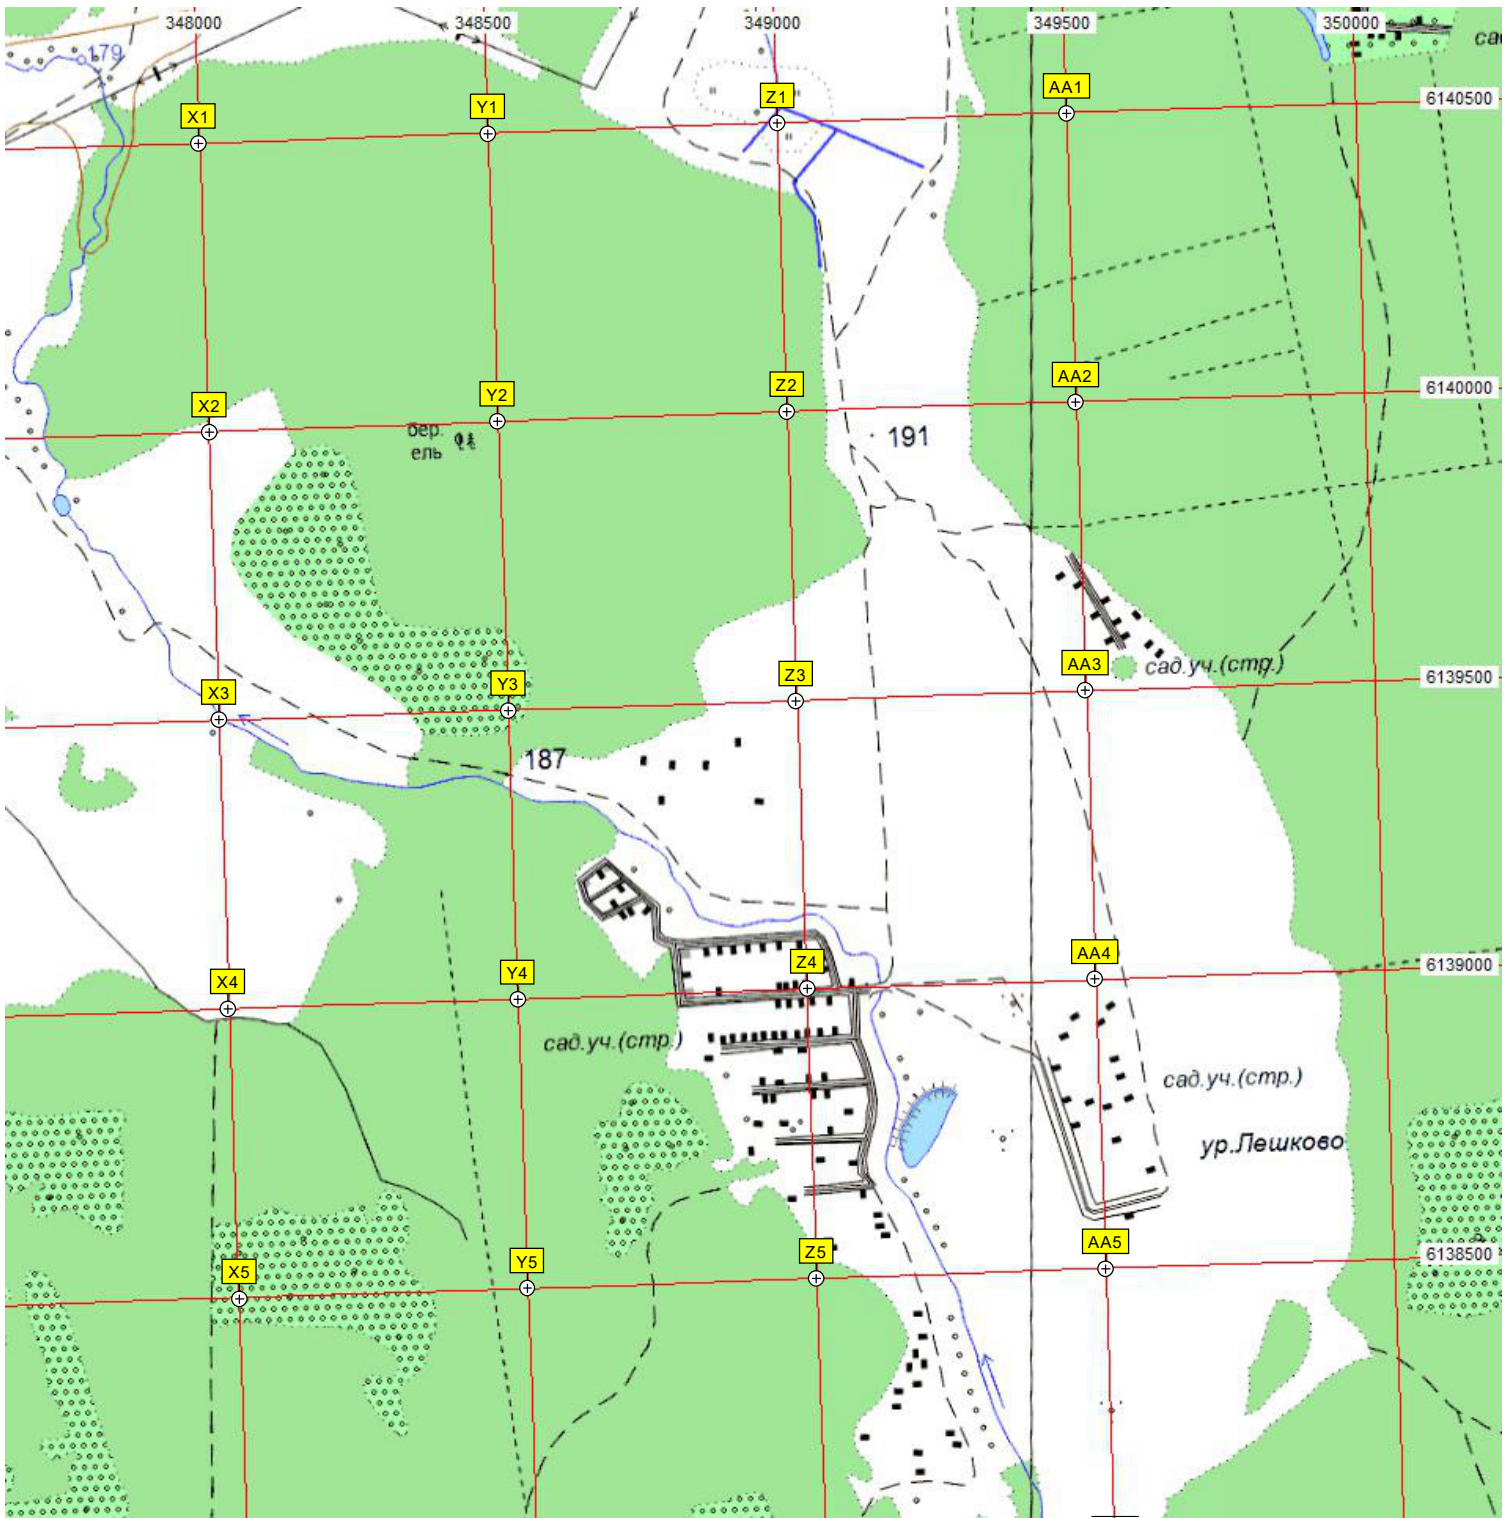 348000 348500 349000 349500 350000
179
X1 Y1 Z1 AA1 6140500
X2 Y2 Z2 AA2 6140000
бер.
ель
191
X3 Y3 Z3 AA3 6139500
сад.уч.(стр.)
187
X4 Y4 Z4 AA4 6139000
сад.уч.(стр.)
сад.уч.(стр.)
ур.Лешково
X5 Y5 Z5 AA5 6138500